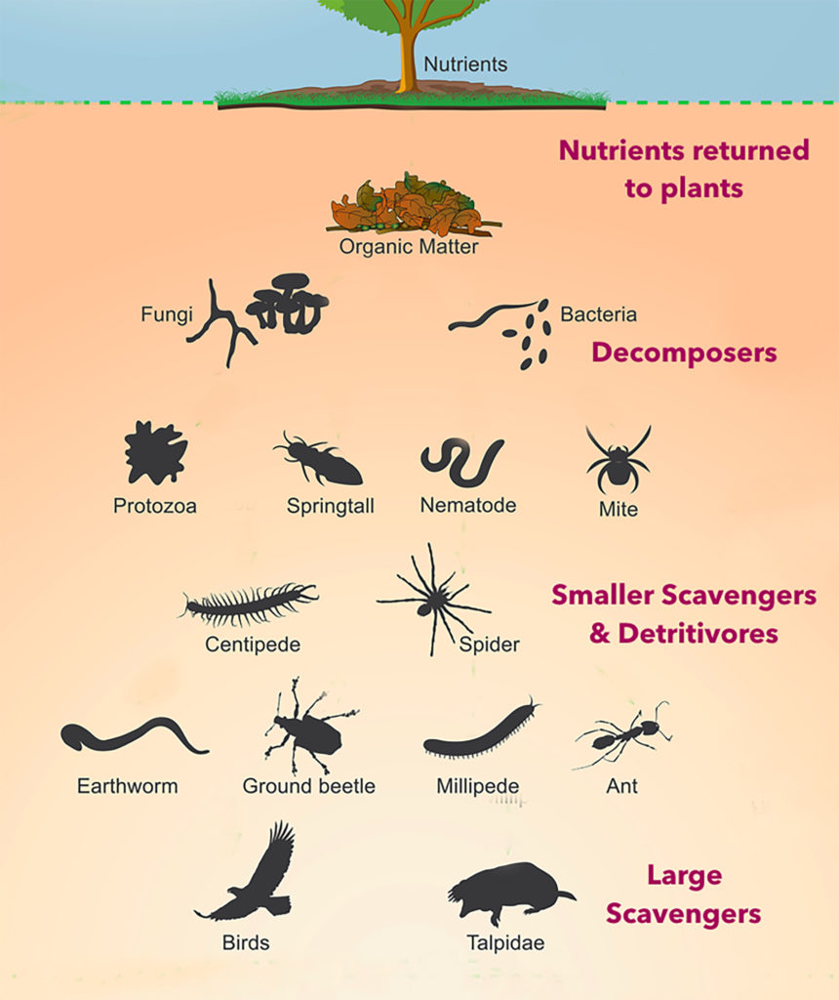 Nutrients
Nutrients returned
to plants
Organic Matter
Fungi
Bacteria
Decomposers
Protozoa
Springtall
Nematode
Mite
Smaller Scavengers
& Detritivores
Centipede
Spider
Earthworm
Ground beetle
Millipede
Ant
Large
Scavengers
Birds
Talpidae